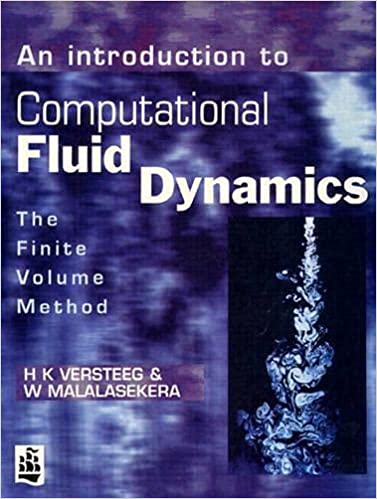 An introduction to
Computational
Fluid
Dynamics
The
Finite
Volume
Method
H K VERSTEEG &
W MALALASEKERA